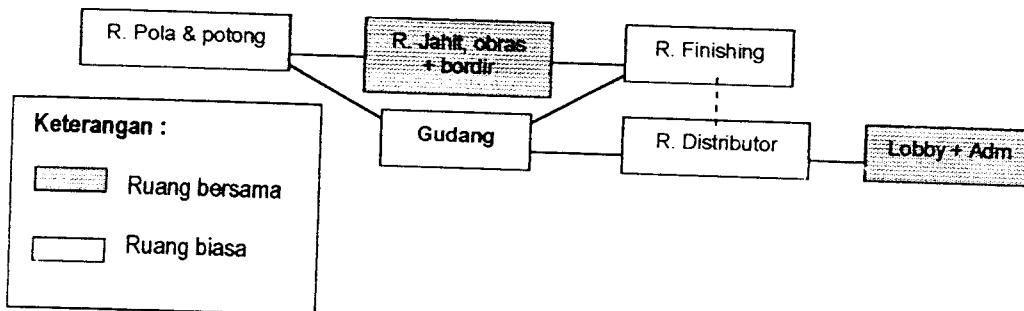 R. Pola & potong
R. Jahit, obras
+ bordir
R. Finishing
Gudang
R. Distributor
Lobby + Adm
Keterangan :
Ruang bersama
Ruang biasa